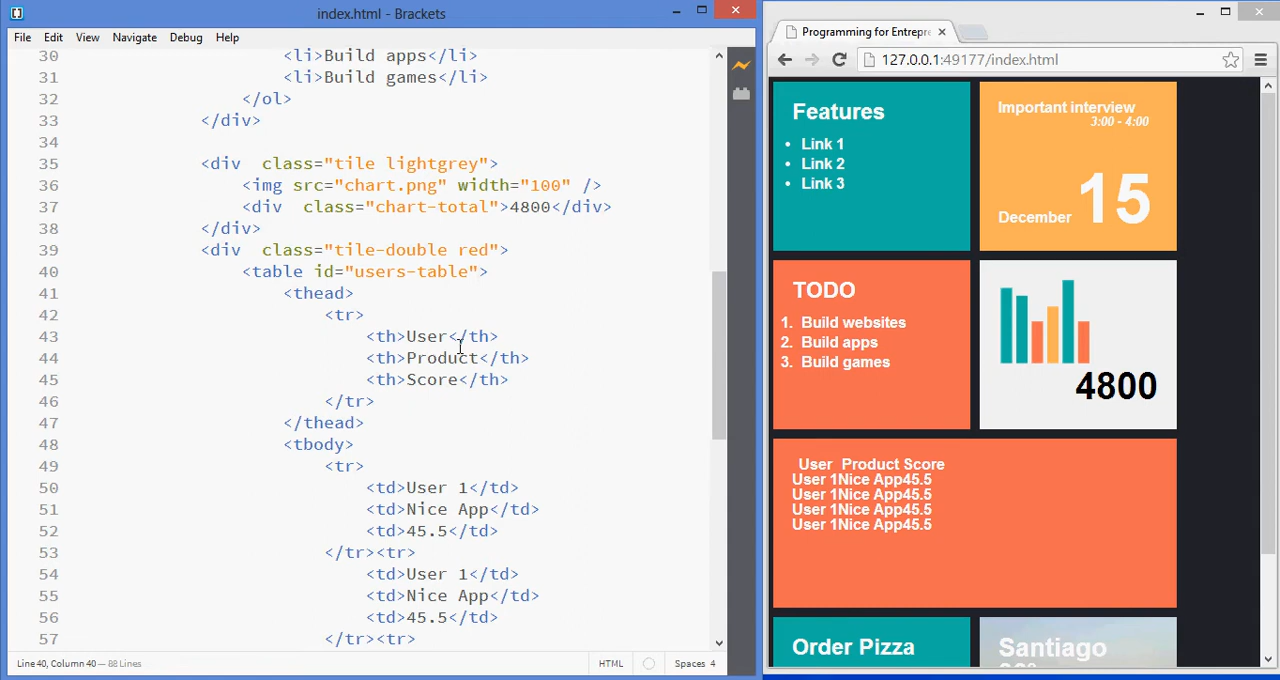 index.html - Brackets
File Edit View Navigate Debug Help
30 <li>Build apps</li>
31 <li>Build games</li>
32 </ol>
33 </div>
34
35 <div  class="tile lightgrey">
36 <img src="chart.png" width="100" />
37 <div  class="chart-total">4800</div>
38 </div>
39 <div  class="tile-double red">
40 <table id="users-table">
41 <thead>
42 <tr>
43 <th>User</th>
44 <th>Product</th>
45 <th>Score</th>
46 </tr>
47 </thead>
48 <tbody>
49 <tr>
50 <td>User 1</td>
51 <td>Nice App</td>
52 <td>45.5</td>
53 </tr><tr>
54 <td>User 1</td>
55 <td>Nice App</td>
56 <td>45.5</td>
57 </tr><tr>
Line 40, Column 40 — 88 Lines
HTML
Spaces 4
Programming for Entrepre
127.0.0.1:49177/index.html
Features
• Link 1
• Link 2
• Link 3
Important interview
3:00 - 4:00
December 15
TODO
1. Build websites
2. Build apps
3. Build games
4800
User Product Score
User 1Nice App45.5
User 1Nice App45.5
User 1Nice App45.5
User 1Nice App45.5
Order Pizza
Santiago